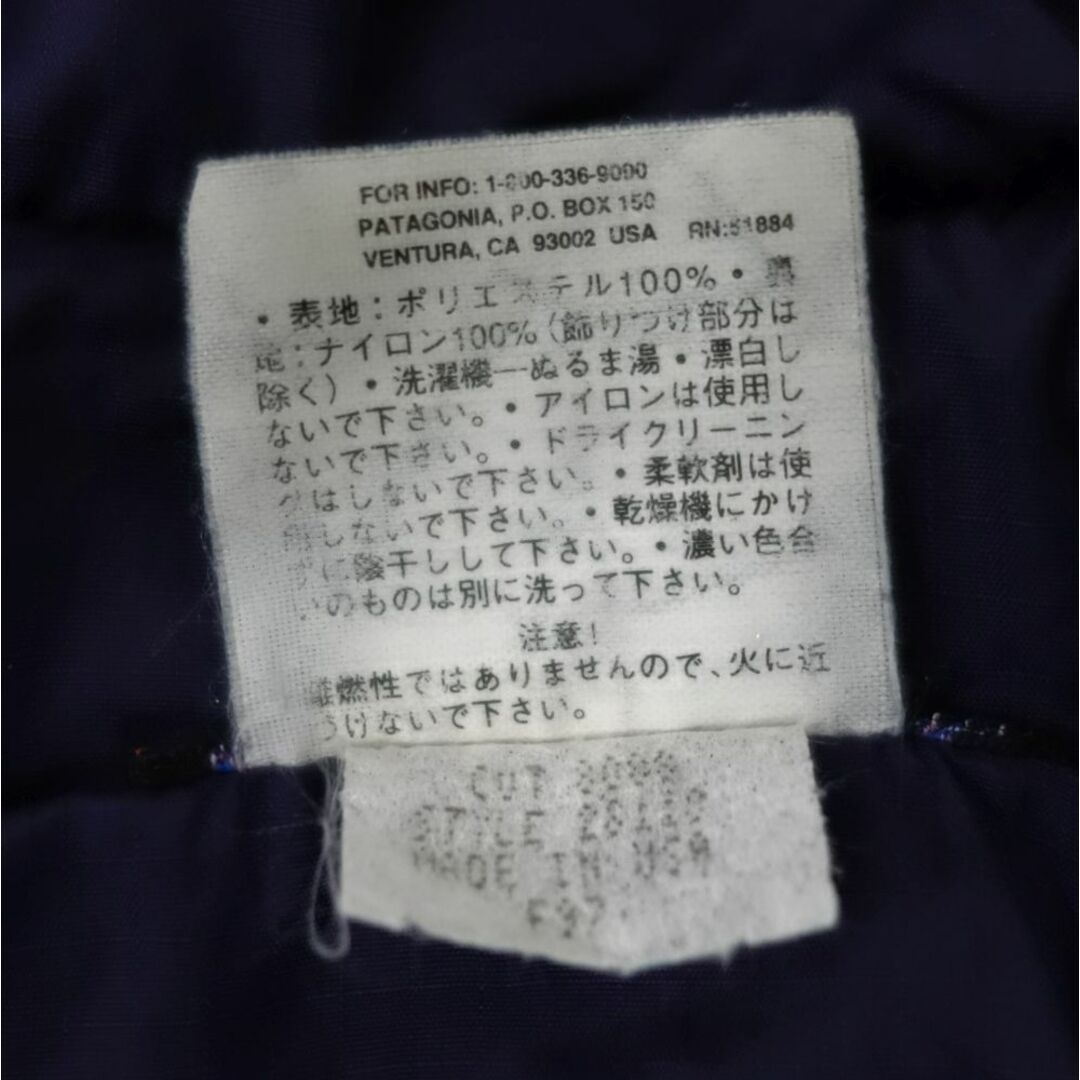 FOR INFO: 1-800-336-9090
PATAGONIA, P.O. BOX 150
VENTURA, CA 93002 USA RN:51884
・表地：ポリエステル100%・裏
地：ナイロン100%（飾りつけ部分は
除く）・洗濯機—ぬるま湯・漂白し
ないで下さい。・アイロンは使用し
ないで下さい。・ドライクリーニン
グはしないで下さい。・柔軟剤は使
用しないで下さい。・乾燥機にかけ
ずに陰干しして下さい。・濃い色合
いのものは別に洗って下さい。
注意！
難燃性ではありませんので、火に近
づけないで下さい。
CUT
STYLE
MADE IN USA
F97